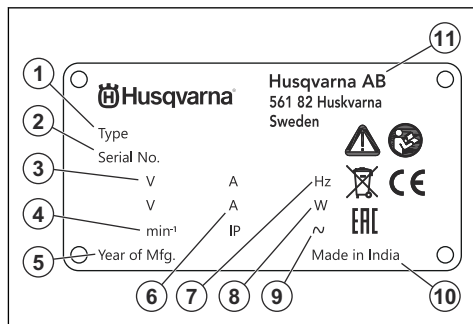 11
1
2
3
4
5
Husqvarna
Husqvarna AB
561 82 Huskvarna
Sweden
Type
Serial No.
V A Hz
V A W
min⁻¹ IP ~
Year of Mfg. Made in India
CE
EAC
6 7 8 9 10